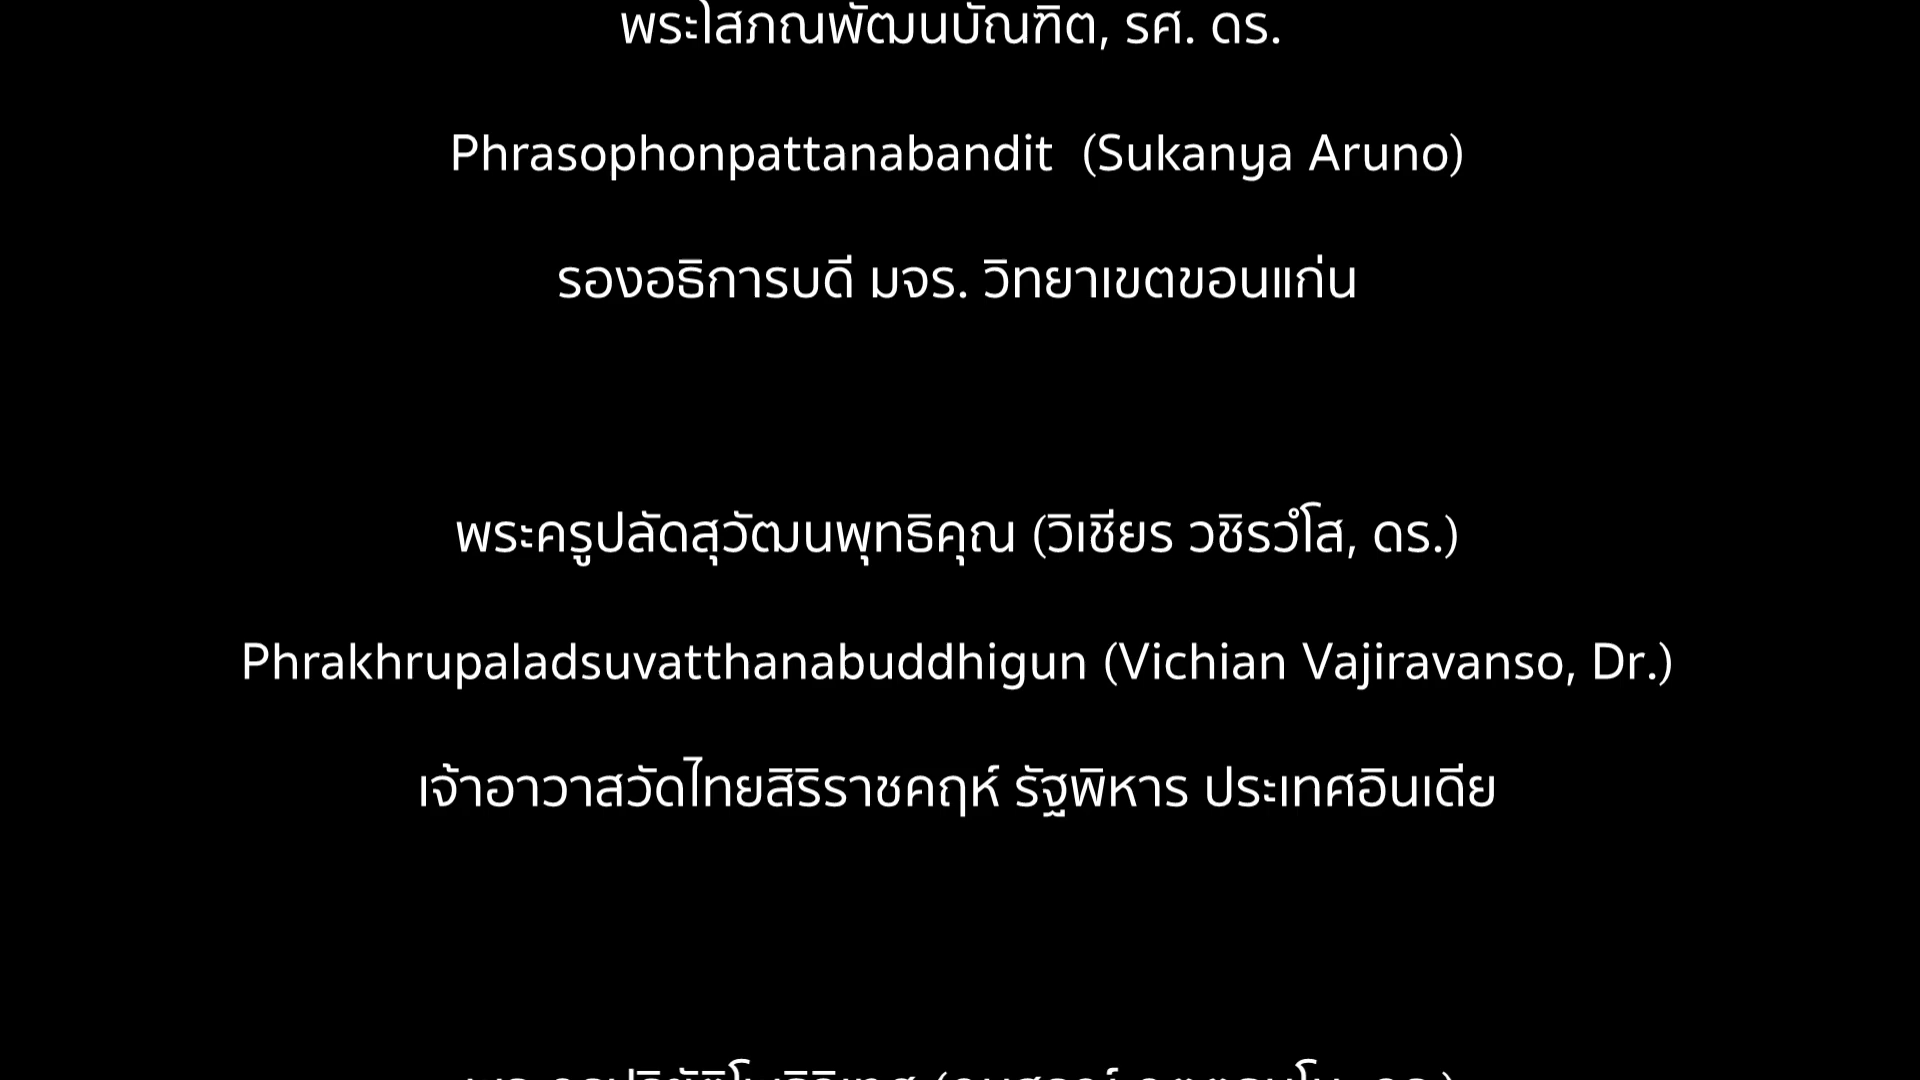 พระโสภณพัฒนบัณฑิต, รศ. ดร.
Phrasophonpattanabandit (Sukanya Aruno)
รองอธิการบดี มจร. วิทยาเขตขอนแก่น
พระครูปลัดสุวัฒนพุทธิคุณ (วิเชียร วชิรวํโส, ดร.)
Phrakhrupaladsuvatthanabuddhigun (Vichian Vajiravanso, Dr.)
เจ้าอาวาสวัดไทยสิริราชคฤห์ รัฐพิหาร ประเทศอินเดีย